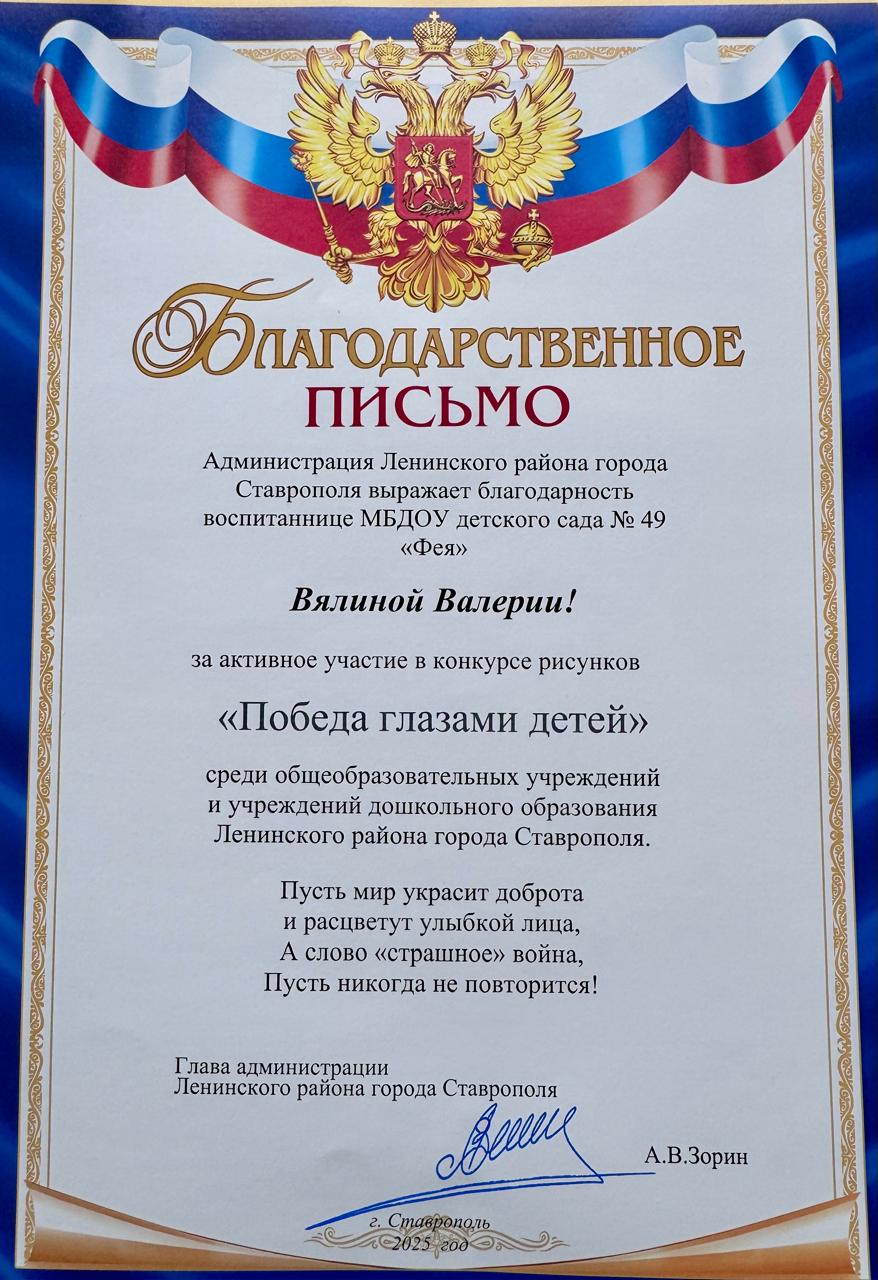 Благодарственное
письмо
Администрация Ленинского района города
Ставрополя выражает благодарность
воспитаннице МБДОУ детского сада № 49
«Фея»
Вялиной Валерии!
за активное участие в конкурсе рисунков
«Победа глазами детей»
среди общеобразовательных учреждений
и учреждений дошкольного образования
Ленинского района города Ставрополя.
Пусть мир украсит доброта
и расцветут улыбкой лица,
А слово «страшное» война,
Пусть никогда не повторится!
Глава администрации
Ленинского района города Ставрополя
А.В.Зорин
г. Ставрополь
2025 год